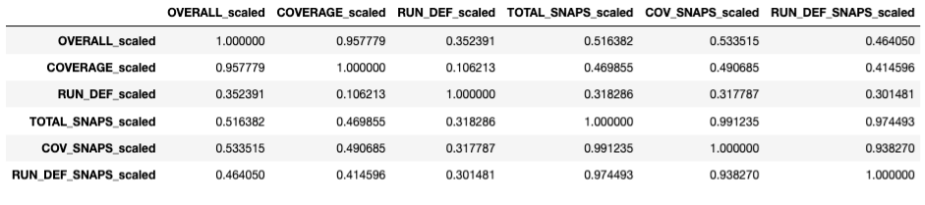 OVERALL_scaled COVERAGE_scaled RUN_DEF_scaled TOTAL_SNAPS_scaled COV_SNAPS_scaled RUN_DEF_SNAPS_scaled
OVERALL_scaled 1.000000 0.957779 0.352391 0.516382 0.533515 0.464050
COVERAGE_scaled 0.957779 1.000000 0.106213 0.469855 0.490685 0.414596
RUN_DEF_scaled 0.352391 0.106213 1.000000 0.318286 0.317787 0.301481
TOTAL_SNAPS_scaled 0.516382 0.469855 0.318286 1.000000 0.991235 0.974493
COV_SNAPS_scaled 0.533515 0.490685 0.317787 0.991235 1.000000 0.938270
RUN_DEF_SNAPS_scaled 0.464050 0.414596 0.301481 0.974493 0.938270 1.000000